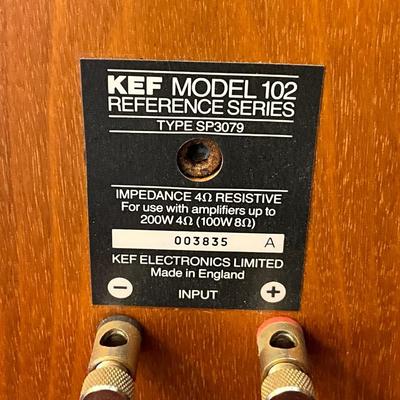 KEF MODEL 102
REFERENCE SERIES
TYPE SP3079
IMPEDANCE 4Ω RESISTIVE
For use with amplifiers up to
200W 4Ω (100W 8Ω)
003835 A
KEF ELECTRONICS LIMITED
Made in England
− INPUT +